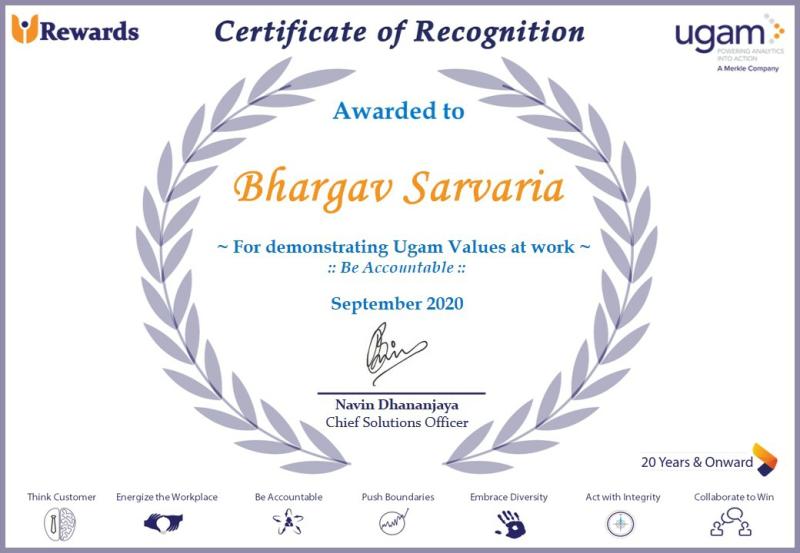 Rewards
Certificate of Recognition
ugam
POWERING ANALYTICS
INTO ACTION
A Merkle Company
Awarded to
Bhargav Sarvaria
~ For demonstrating Ugam Values at work ~
:: Be Accountable ::
September 2020
Navin Dhananjaya
Chief Solutions Officer
20 Years & Onward
Think Customer
Energize the Workplace
Be Accountable
Push Boundaries
Embrace Diversity
Act with Integrity
Collaborate to Win